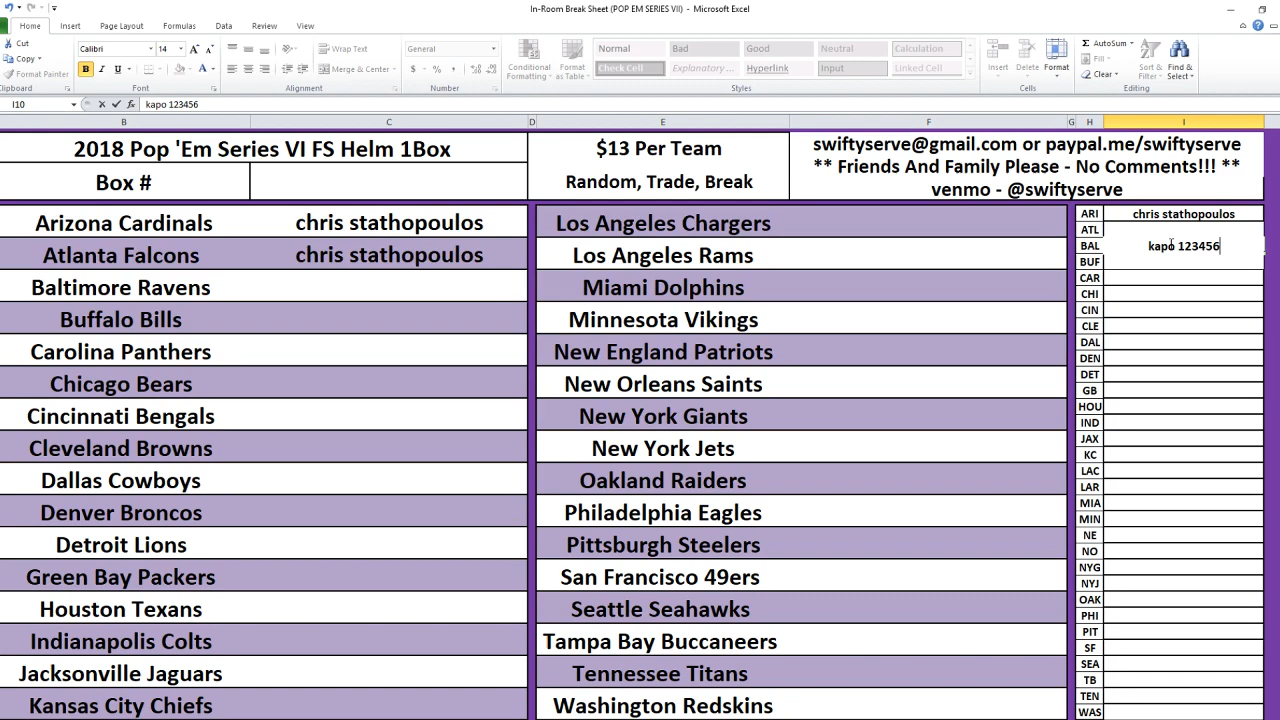 In-Room Break Sheet (POP EM SERIES VII) - Microsoft Excel
Home Insert Page Layout Formulas Data Review View
Cut
Copy
Format Painter
Clipboard
Calibri 14
B I U
Font
Wrap Text
Merge & Center
Alignment
General
$ % ,
Number
Conditional Formatting
Format as Table
Normal Bad Good Neutral Calculation
Check Cell Explanatory ... Hyperlink Input Linked Cell
Styles
Insert Delete Format
Cells
AutoSum
Fill
Clear
Sort & Filter
Find & Select
Editing
I10 fx kapo 123456
B C D E F G H I
2018 Pop 'Em Series VI FS Helm 1Box
Box #
$13 Per Team
Random, Trade, Break
swiftyserve@gmail.com or paypal.me/swiftyserve
** Friends And Family Please - No Comments!!! **
venmo - @swiftyserve
Arizona Cardinals chris stathopoulos Los Angeles Chargers
Atlanta Falcons chris stathopoulos Los Angeles Rams
Baltimore Ravens Miami Dolphins
Buffalo Bills Minnesota Vikings
Carolina Panthers New England Patriots
Chicago Bears New Orleans Saints
Cincinnati Bengals New York Giants
Cleveland Browns New York Jets
Dallas Cowboys Oakland Raiders
Denver Broncos Philadelphia Eagles
Detroit Lions Pittsburgh Steelers
Green Bay Packers San Francisco 49ers
Houston Texans Seattle Seahawks
Indianapolis Colts Tampa Bay Buccaneers
Jacksonville Jaguars Tennessee Titans
Kansas City Chiefs Washington Redskins
ARI chris stathopoulos
ATL
BAL kapo 123456
BUF
CAR
CHI
CIN
CLE
DAL
DEN
DET
GB
HOU
IND
JAX
KC
LAC
LAR
MIA
MIN
NE
NO
NYG
NYJ
OAK
PHI
PIT
SF
SEA
TB
TEN
WAS